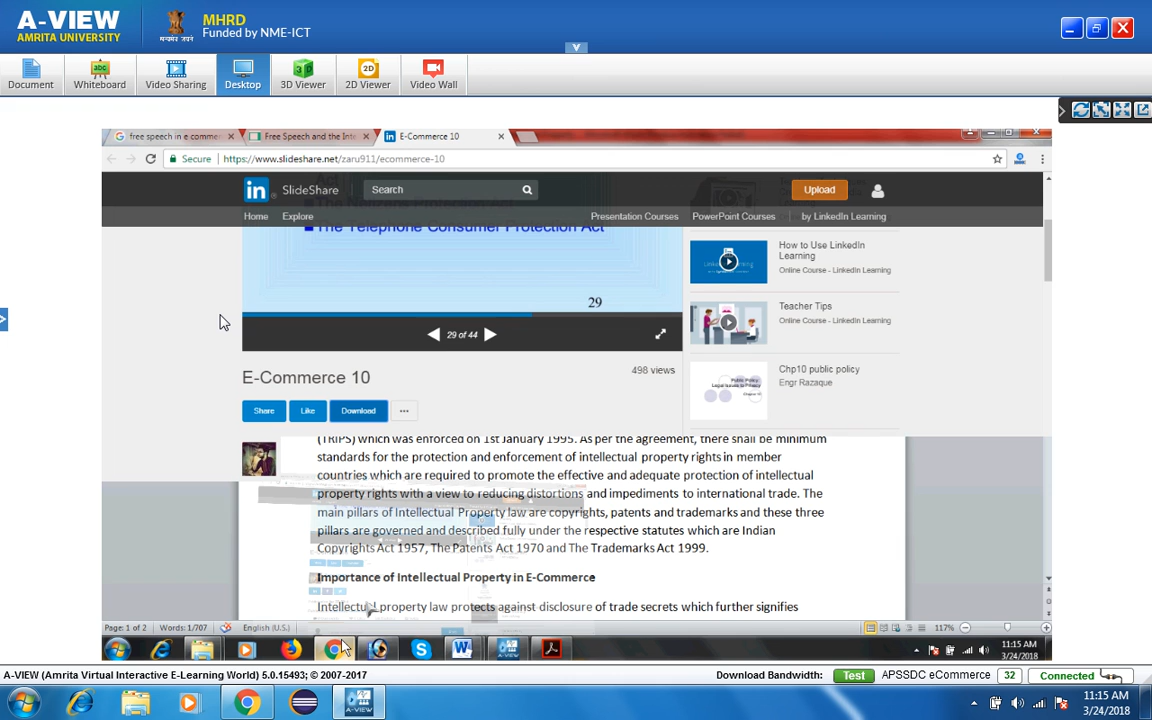 A-VIEW
AMRITA UNIVERSITY
MHRD
Funded by NME-ICT
Document
Whiteboard
Video Sharing
Desktop
3D Viewer
2D Viewer
Video Wall
free speech in e comme
Free Speech and the Int
E-Commerce 10
Secure
https://www.slideshare.net/zaru911/ecommerce-10
in SlideShare
Search
Upload
Home
Explore
Presentation Courses
PowerPoint Courses
by LinkedIn Learning
The Telephone Consumer Protection Act
29
29 of 44
How to Use LinkedIn
Learning
Online Course - LinkedIn Learning
Teacher Tips
Online Course - LinkedIn Learning
Chp10 public policy
Engr Razaque
E-Commerce 10
498 views
Share
Like
Download
(TRIPS) which was enforced on 1st January 1995. As per the agreement, there shall be minimum
standards for the protection and enforcement of intellectual property rights in member
countries which are required to promote the effective and adequate protection of intellectual
property rights with a view to reducing distortions and impediments to international trade. The
main pillars of Intellectual Property law are copyrights, patents and trademarks and these three
pillars are governed and described fully under the respective statutes which are Indian
Copyrights Act 1957, The Patents Act 1970 and The Trademarks Act 1999.
Importance of Intellectual Property in E-Commerce
Intellectual property law protects against disclosure of trade secrets which further signifies
Page: 1 of 2
Words: 1/707
English (U.S.)
117%
11:15 AM
3/24/2018
A-VIEW (Amrita Virtual Interactive E-Learning World) 5.0.15493; © 2007-2017
Download Bandwidth:
Test
APSSDC eCommerce
32
Connected
11:15 AM
3/24/2018